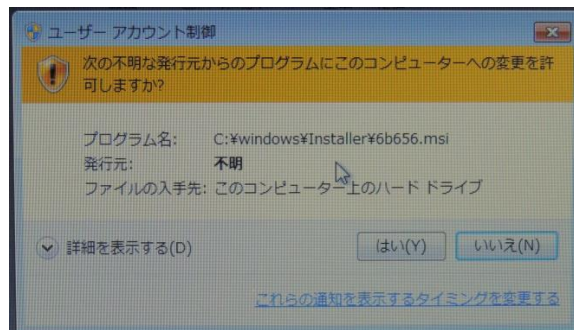 ユーザー アカウント制御
次の不明な発行元からのプログラムにこのコンピューターへの変更を許
可しますか?
プログラム名: C:¥windows¥Installer¥6b656.msi
発行元: 不明
ファイルの入手先: このコンピューター上のハード ドライブ
詳細を表示する(D)
はい(Y) いいえ(N)
これらの通知を表示するタイミングを変更する